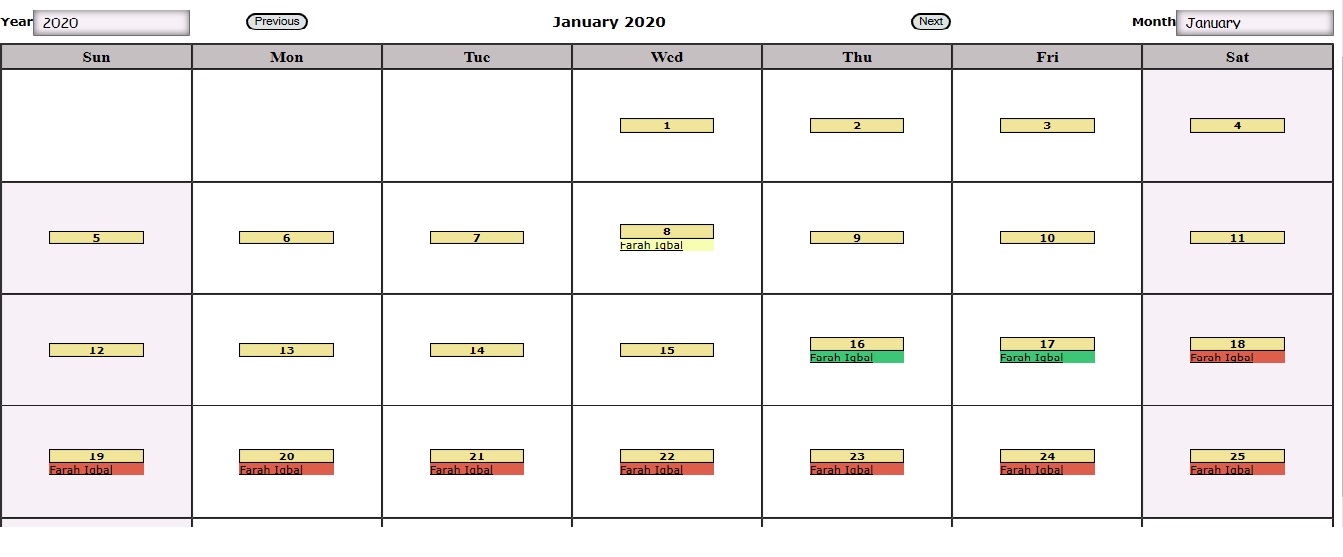 Year 2020 Previous January 2020 Next Month January
Sun Mon Tue Wed Thu Fri Sat
1 2 3 4
5 6 7 8 9 10 11
Farah Iqbal
12 13 14 15 16 17 18
Farah Iqbal Farah Iqbal Farah Iqbal
19 20 21 22 23 24 25
Farah Iqbal Farah Iqbal Farah Iqbal Farah Iqbal Farah Iqbal Farah Iqbal Farah Iqbal